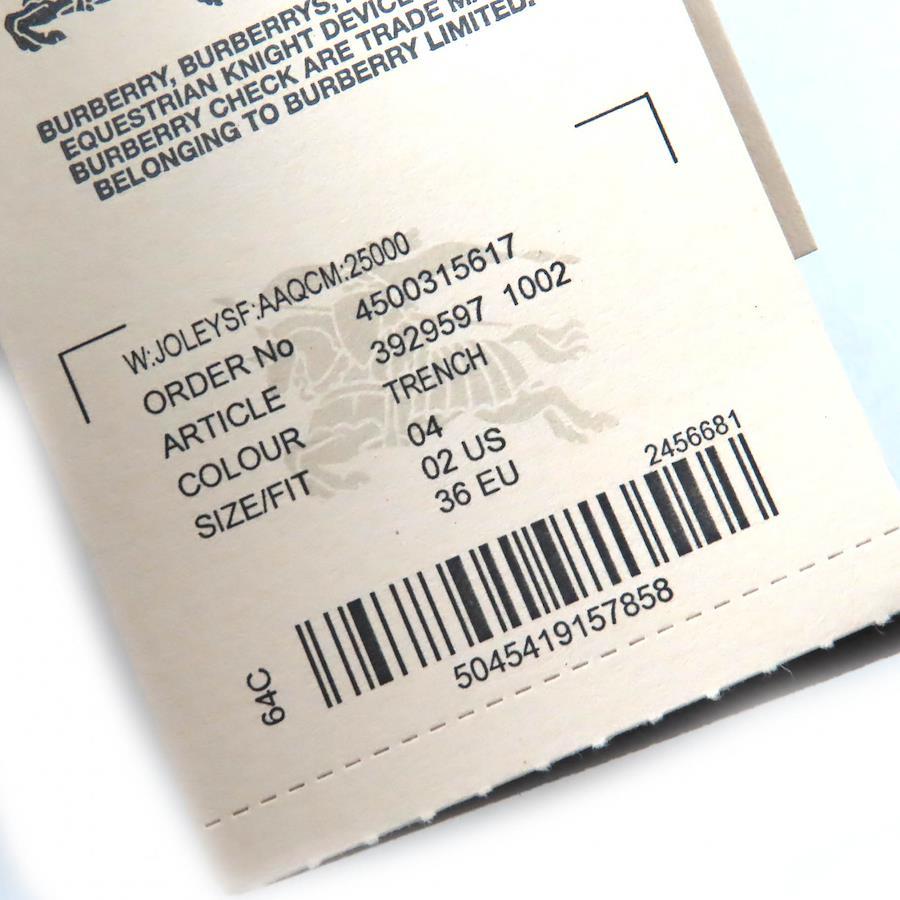 BURBERRY, BURBERRYS,
EQUESTRIAN KNIGHT DEVICE
BURBERRY CHECK ARE TRADE
BELONGING TO BURBERRY LIMITED.
W:JOLEYSF:AAQCM:25000
ORDER No 4500315617
ARTICLE 3929597 1002
COLOUR TRENCH
SIZE/FIT 04
02 US
36 EU
2456681
64C
5045419157858